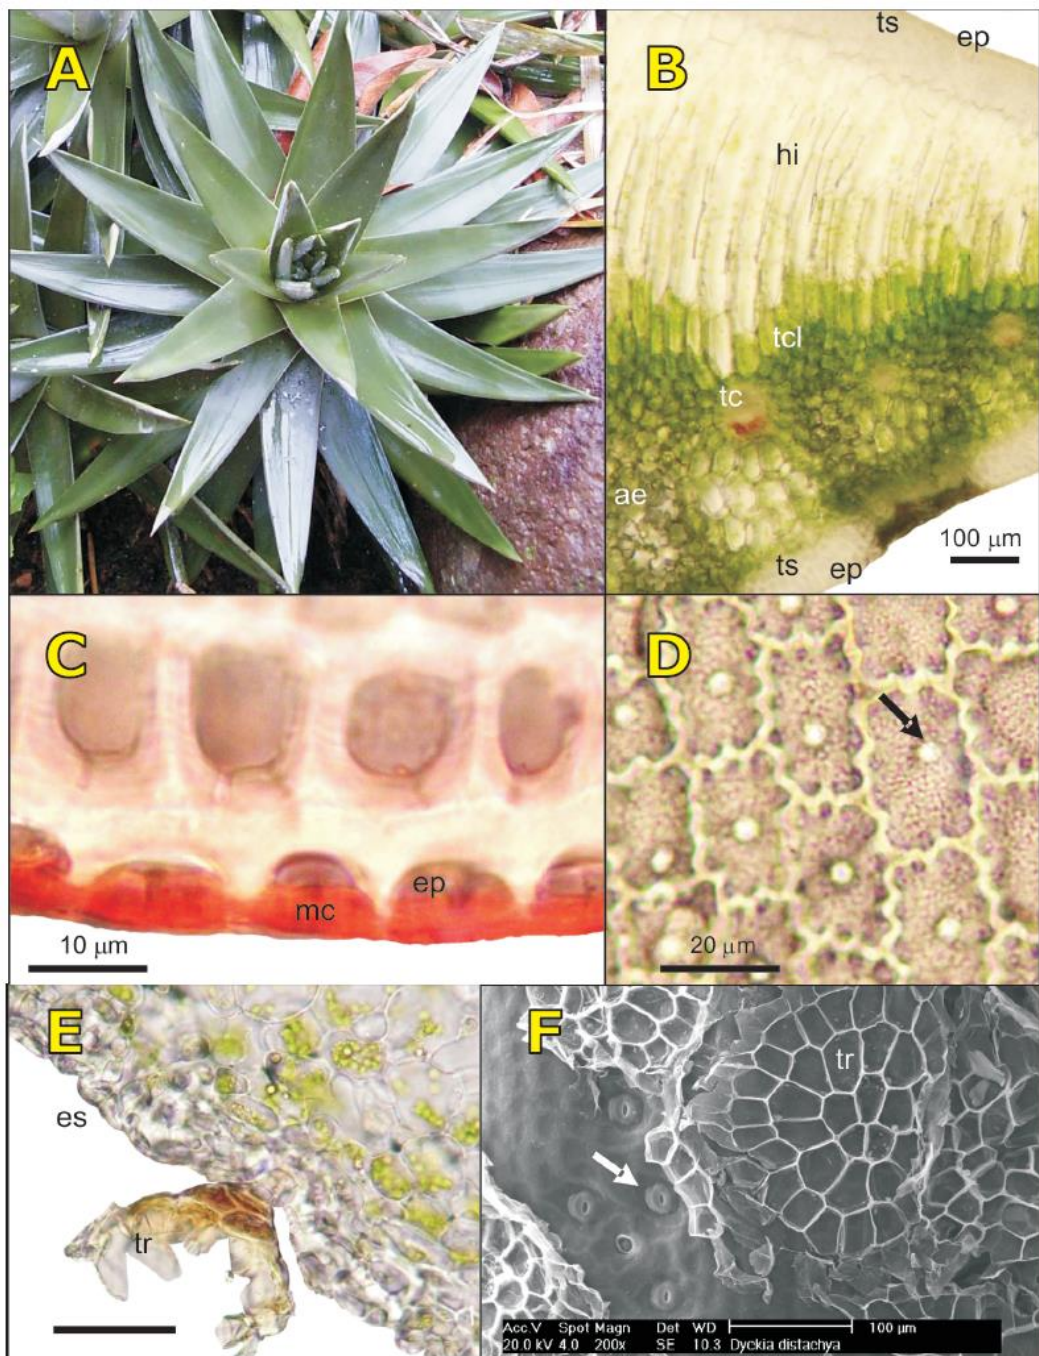 A
B
ts
ep
hi
tcl
tc
ae
100 μm
ts
ep
C
ep
mc
10 μm
D
20 μm
E
es
tr
F
tr
Acc.V Spot Magn Det WD 100 μm
20.0 kV 4.0 200x SE 10.3 Dyckia distachya